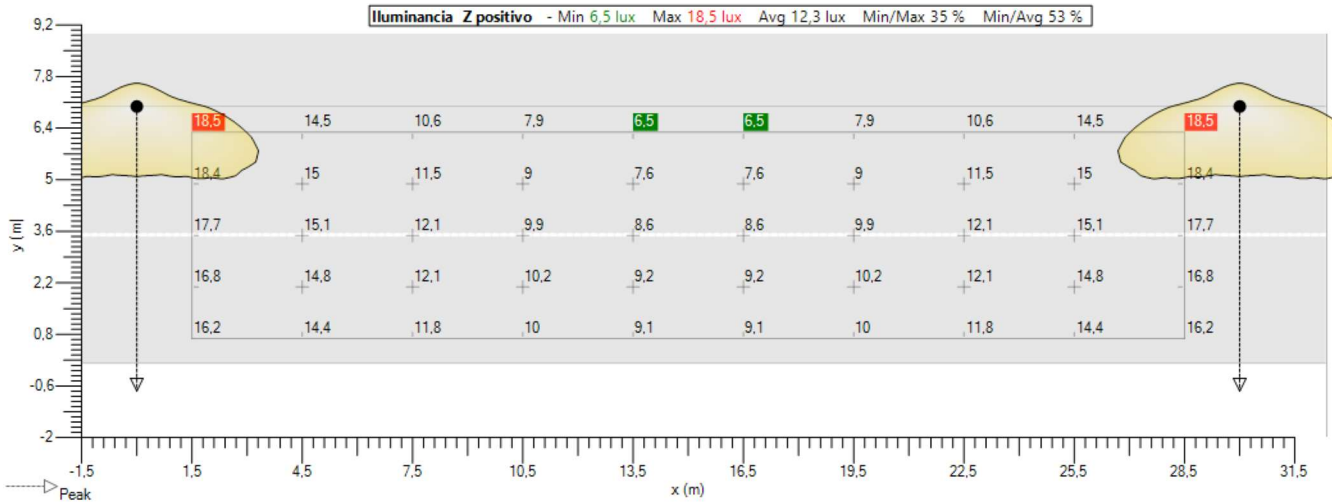 Iluminancia Z positivo - Min 6,5 lux Max 18,5 lux Avg 12,3 lux Min/Max 35 % Min/Avg 53 %
9,2
7,8
6,4
5
3,6
2,2
0,8
-0,6
-2
y (m)
18,5 14,5 10,6 7,9 6,5 6,5 7,9 10,6 14,5 18,5
18,4 15 11,5 9 7,6 7,6 9 11,5 15 18,4
17,7 15,1 12,1 9,9 8,6 8,6 9,9 12,1 15,1 17,7
16,8 14,8 12,1 10,2 9,2 9,2 10,2 12,1 14,8 16,8
16,2 14,4 11,8 10 9,1 9,1 10 11,8 14,4 16,2
-1,5 1,5 4,5 7,5 10,5 13,5 16,5 19,5 22,5 25,5 28,5 31,5
x (m)
Peak